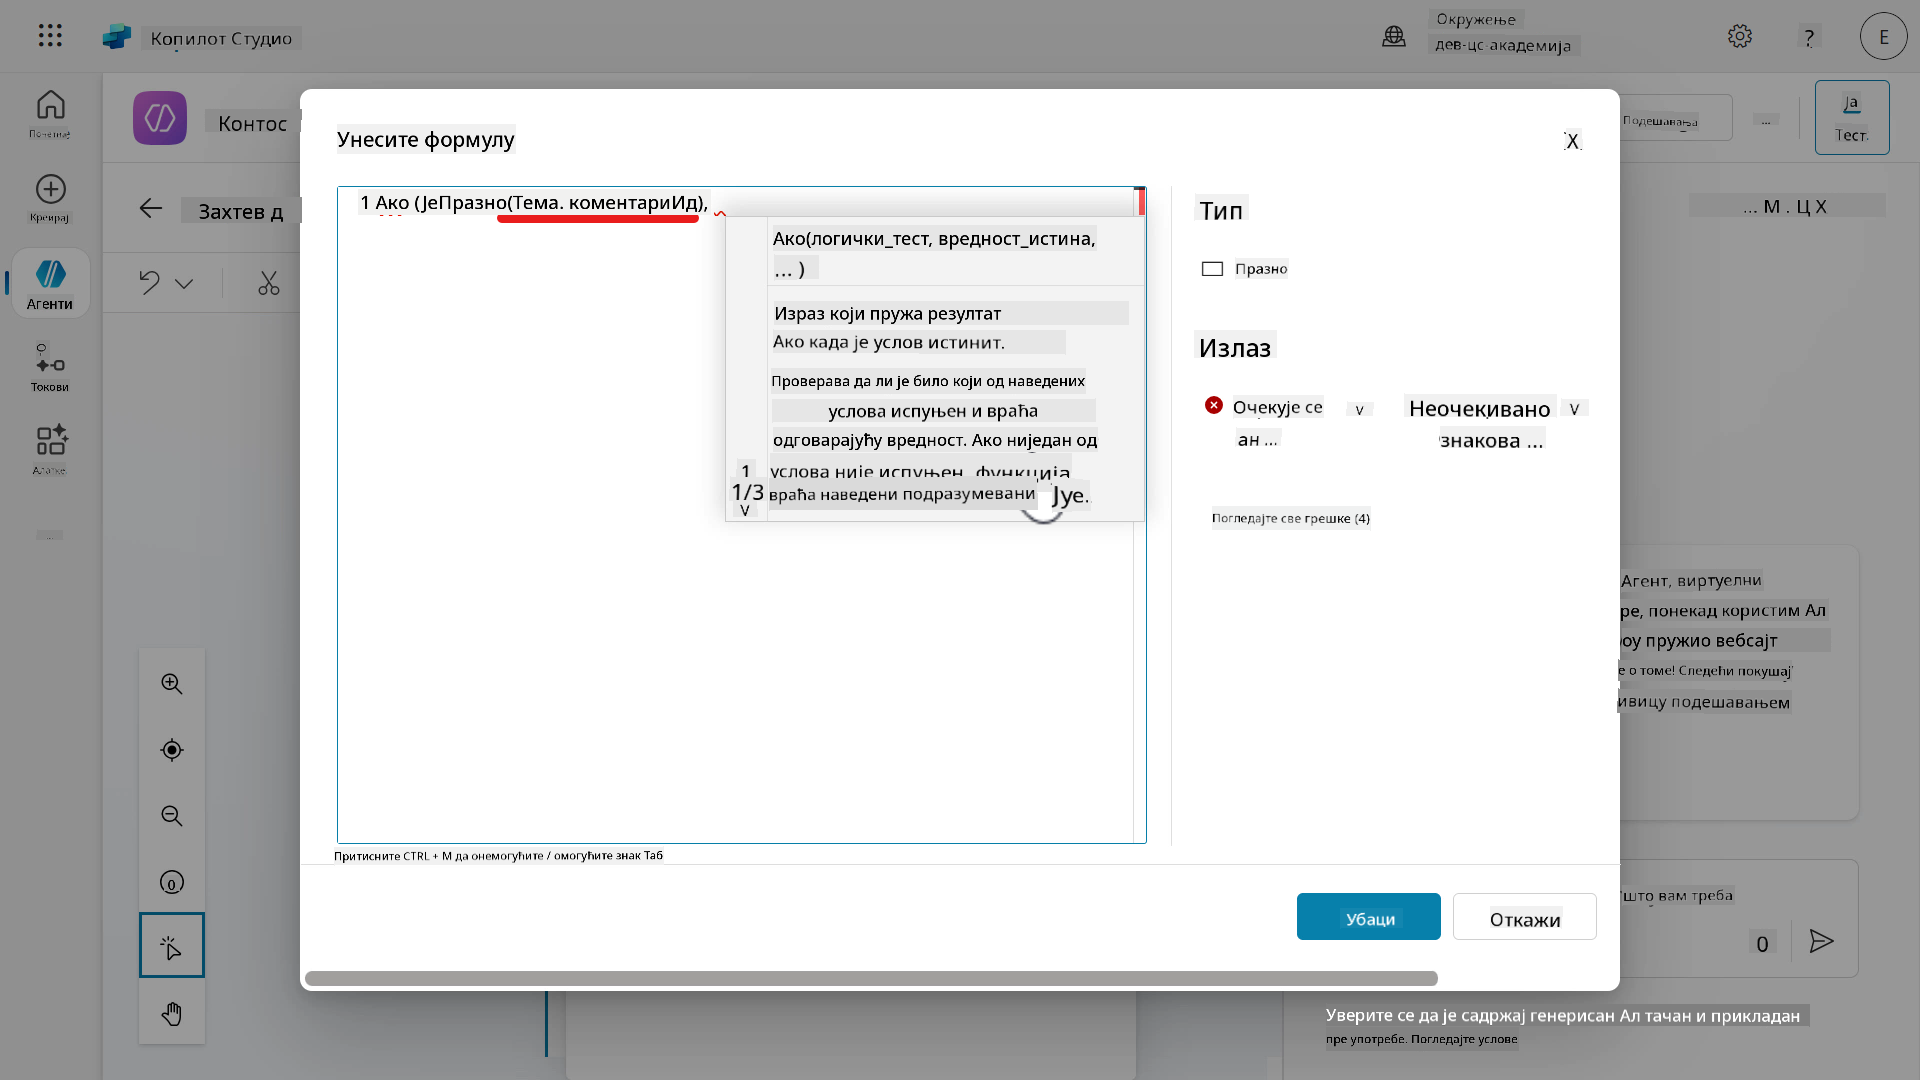 Копилот Студио
Окружење
дев-цс-академија
?
Е
Почетније
Контос
Подешавања
...
Ја
Тест.
Креирај
Захтев д
... М . Ц Х
Агенти
Токови
Алатке
...
Унесите формулу
X
1 Ако (ЈеПразно(Тема. коментариИд),
Ако(логички_тест, вредност_истина,
... )
Израз који пружа резултат
Ако када је услов истинит.
Проверава да ли је било који од наведених
услова испуњен и враћа
одговарајућу вредност. Ако ниједан од
услова није испуњен, функција
враћа наведени подразумевани
Јуе.
1
1/3
V
Тип
Празно
Излаз
Очекује се
ан ...
V
Неочекивано
знакова ...
V
Погледајте све грешке (4)
Притисните CTRL + M да онемогућите / омогућите знак Таб
Убаци
Откажи
Агент, виртуелни
ре, понекад користим Ал
оу пружио вебсајт
е о томе! Следећи покушај
ивицу подешавањем
што вам треба
0
Уверите се да је садржај генерисан Ал тачан и прикладан
пре употребе. Погледајте услове